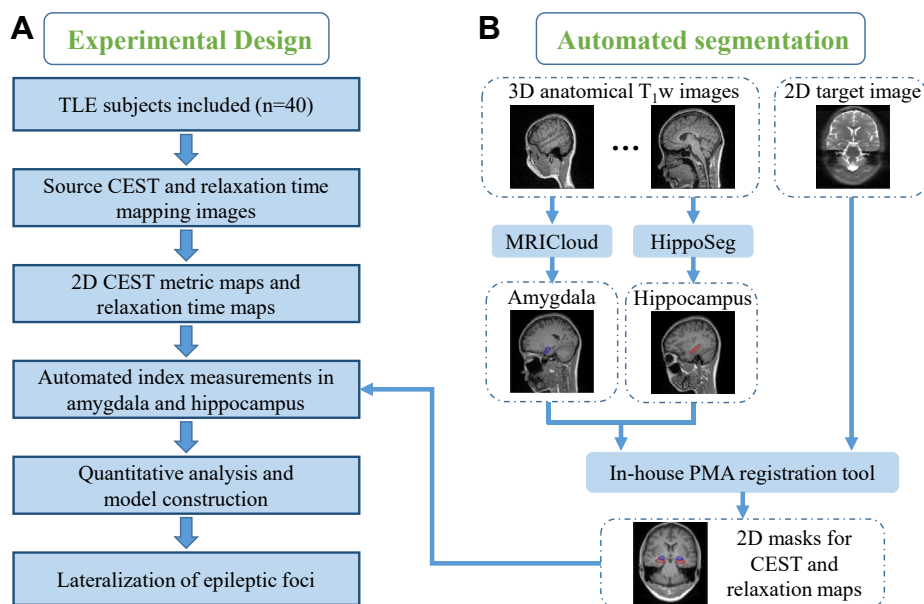 A
Experimental Design
TLE subjects included (n=40)
Source CEST and relaxation time
mapping images
2D CEST metric maps and
relaxation time maps
Automated index measurements in
amygdala and hippocampus
Quantitative analysis and
model construction
Lateralization of epileptic foci
B
Automated segmentation
3D anatomical T₁w images
...
2D target image
MRICloud
HippoSeg
Amygdala
Hippocampus
In-house PMA registration tool
2D masks for
CEST and
relaxation maps